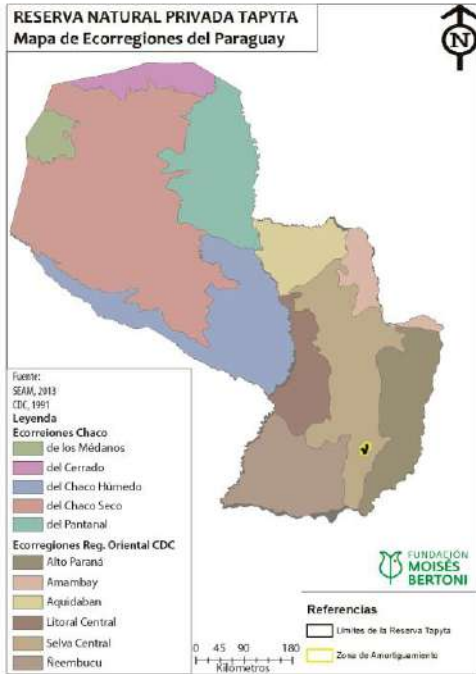 RESERVA NATURAL PRIVADA TAPYTA
Mapa de Ecorregiones del Paraguay
N
Fuente:
SEAM, 2013
CDC, 1991
Leyenda
Ecorreiones Chaco
de los Médanos
del Cerrado
del Chaco Húmedo
del Chaco Seco
del Pantanal
Ecorregiones Reg. Oriental CDC
Alto Paraná
Amambay
Aquidaban
Litoral Central
Selva Central
Ñeembucu
0 45 90 180
Kilómetros
FUNDACIÓN
MOISÉS
BERTONI
Referencias
Límites de la Reserva Tapyta
Zona de Amortiguamiento